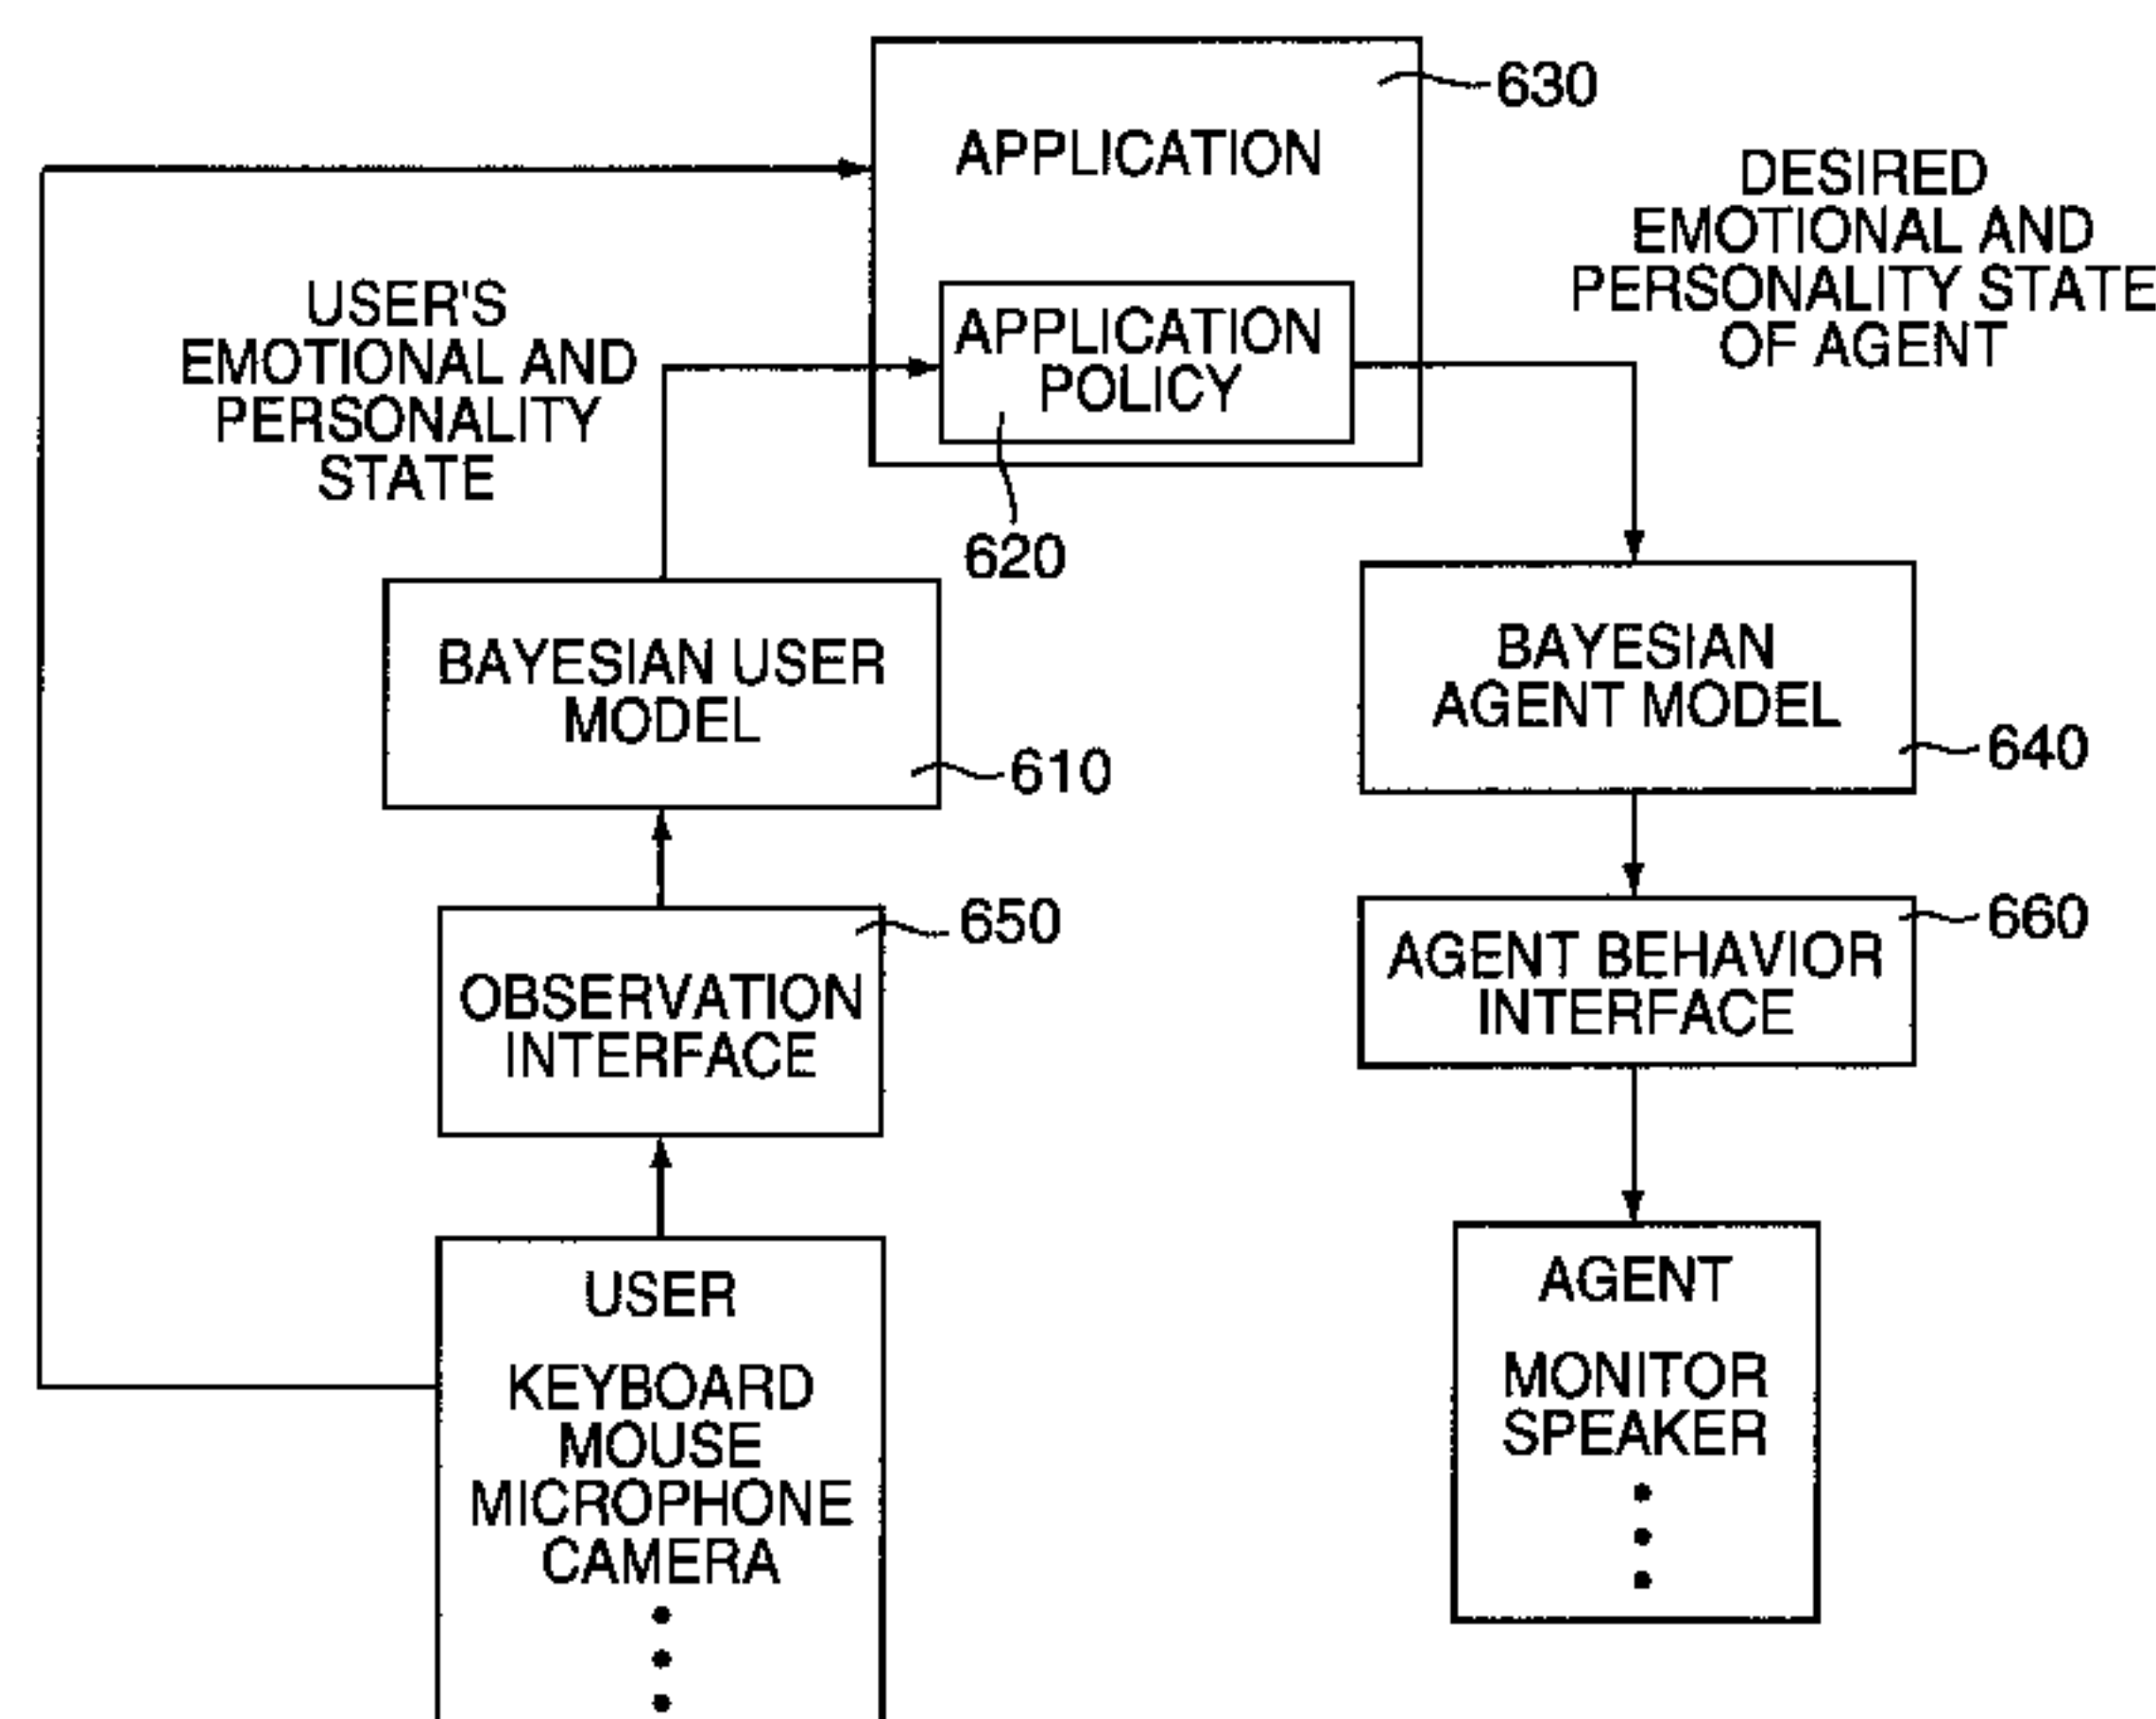 630
APPLICATION
DESIRED
EMOTIONAL AND
PERSONALITY STATE
OF AGENT
USER'S
EMOTIONAL AND
PERSONALITY
STATE
APPLICATION
POLICY
620
BAYESIAN USER
MODEL
610
BAYESIAN
AGENT MODEL
640
650
OBSERVATION
INTERFACE
660
AGENT BEHAVIOR
INTERFACE
USER
KEYBOARD
MOUSE
MICROPHONE
CAMERA
AGENT
MONITOR
SPEAKER